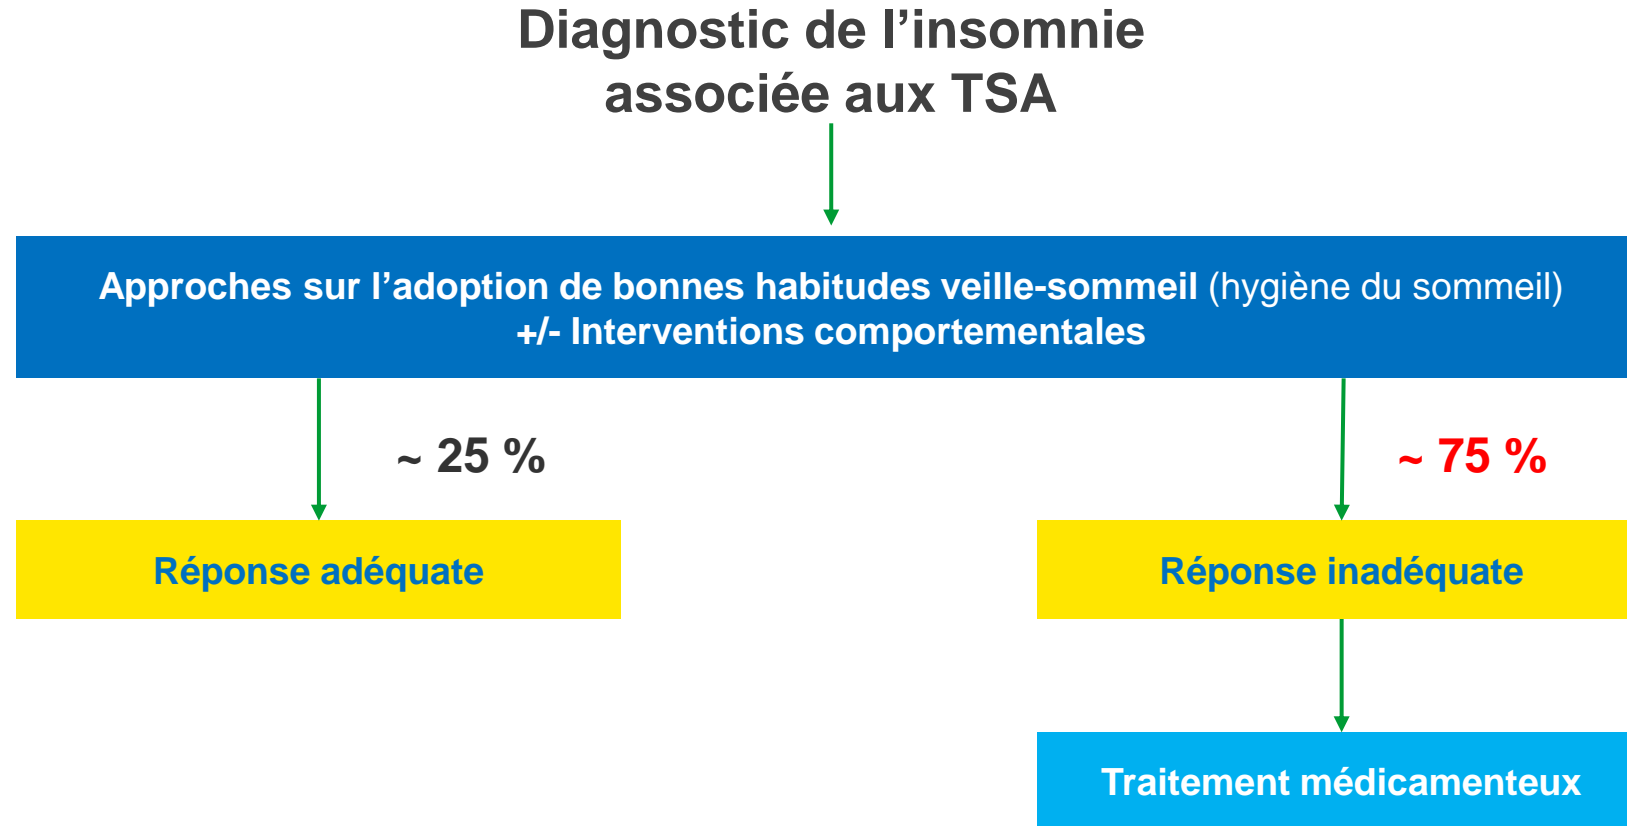 Diagnostic de l’insomnie
associée aux TSA
Approches sur l’adoption de bonnes habitudes veille-sommeil (hygiène du sommeil)
+/- Interventions comportementales
~ 25 %
~ 75 %
Réponse adéquate
Réponse inadéquate
Traitement médicamenteux